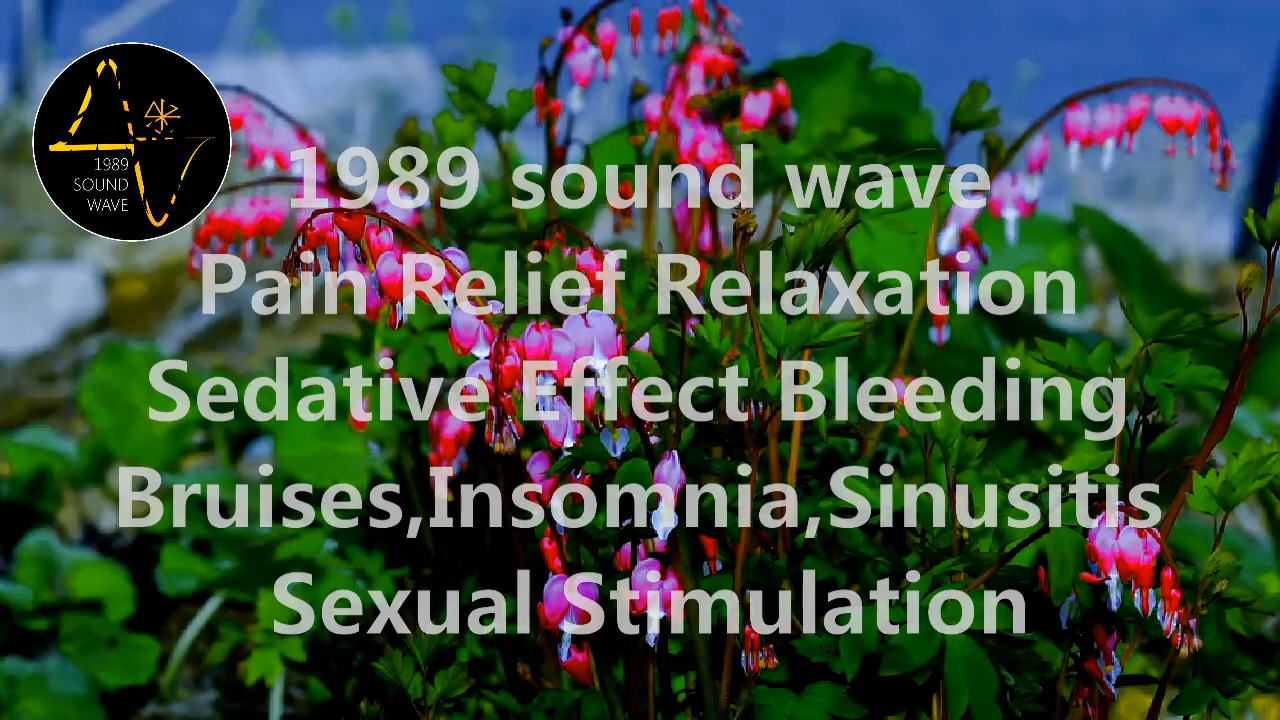 1989
SOUND
WAVE
1989 sound wave
Pain Relief Relaxation
Sedative Effect Bleeding
Bruises,Insomnia,Sinusitis
Sexual Stimulation